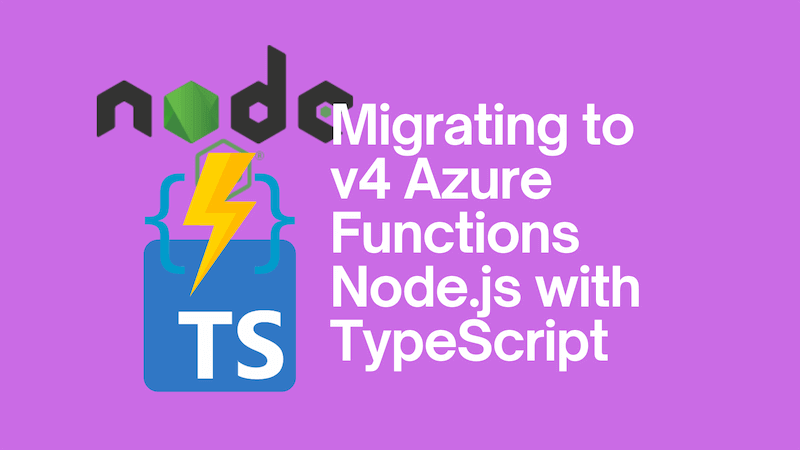 node
Migrating to
v4 Azure
Functions
Node.js with
TypeScript
TS